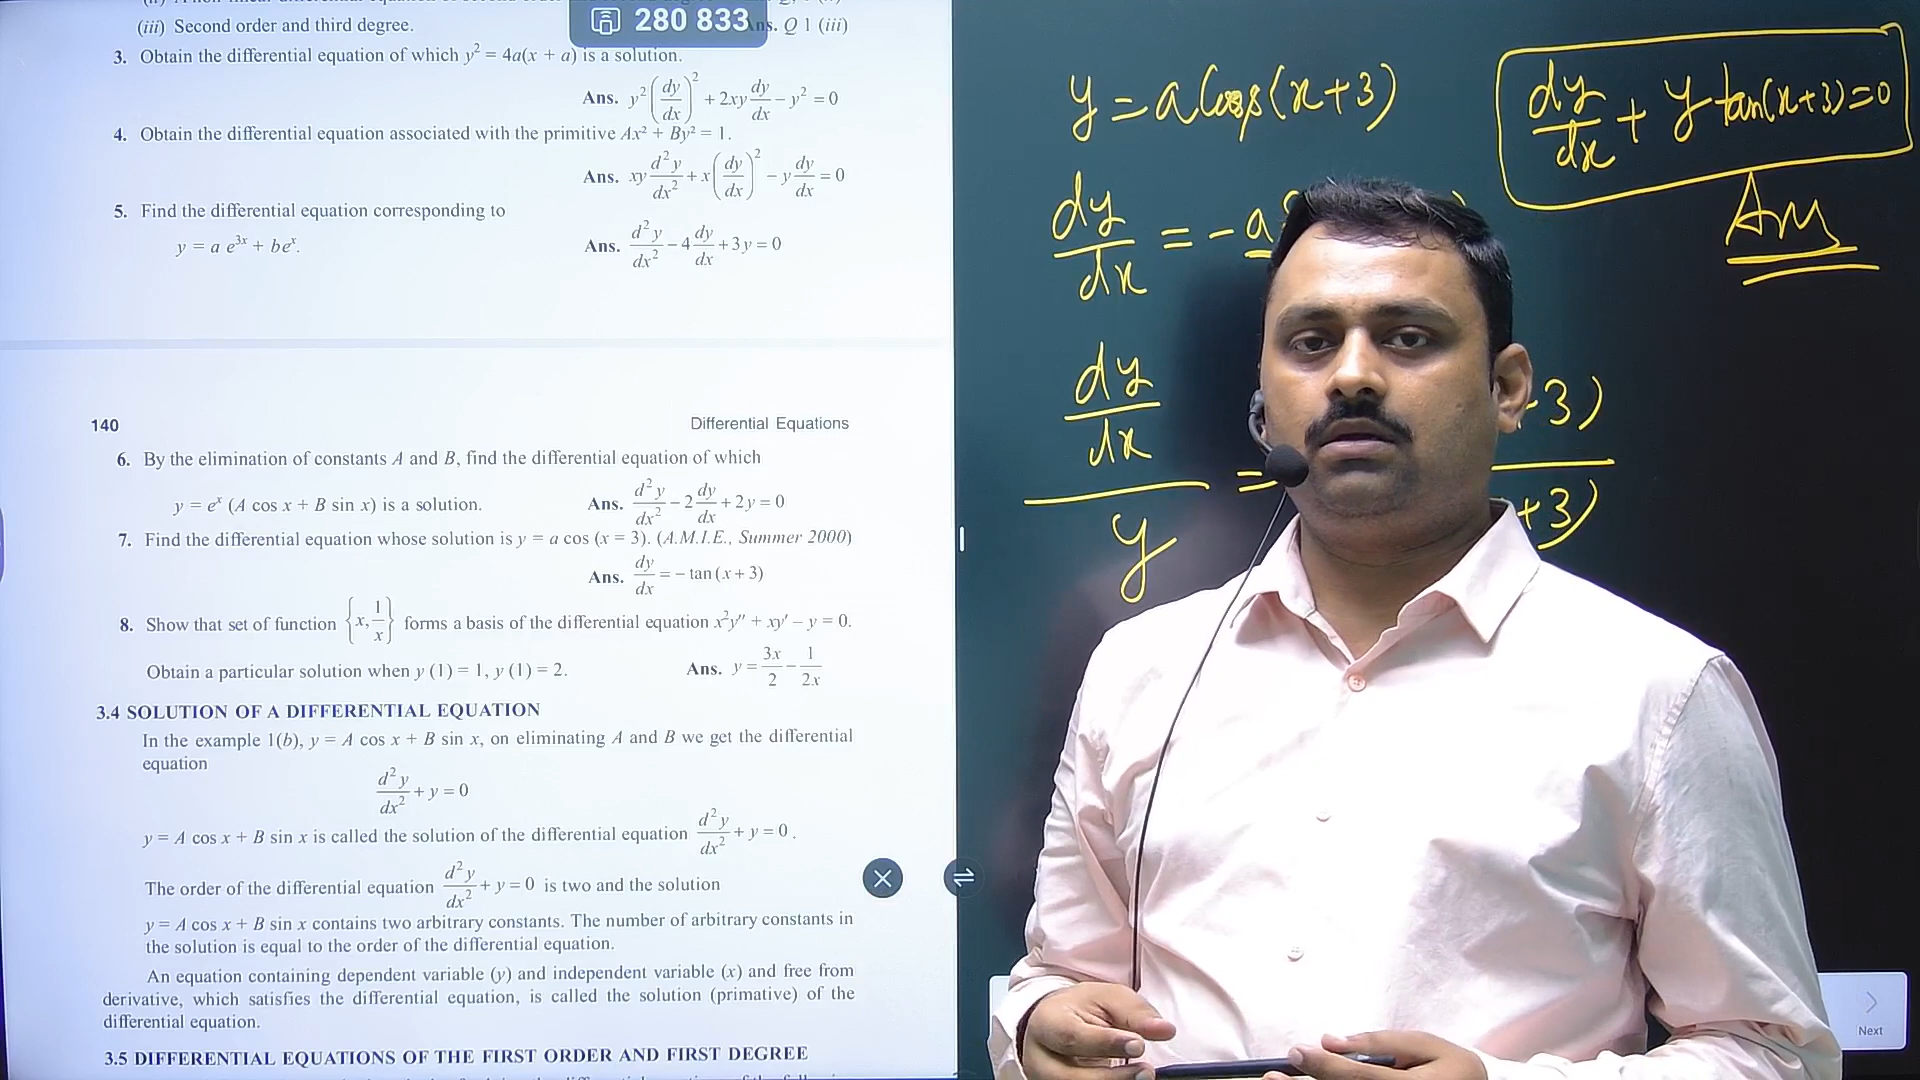 (iii) Second order and third degree.
280 833
ns. Q 1 (iii)
3. Obtain the differential equation of which y² = 4a(x + a) is a solution.
Ans. y²(dy/dx)² + 2xy dy/dx − y² = 0
4. Obtain the differential equation associated with the primitive Ax² + By² = 1.
Ans. xy d²y/dx² + x(dy/dx)² − y dy/dx = 0
5. Find the differential equation corresponding to
y = a e³ˣ + beˣ.
Ans. d²y/dx² − 4 dy/dx + 3y = 0
140
Differential Equations
6. By the elimination of constants A and B, find the differential equation of which
y = eˣ (A cos x + B sin x) is a solution.
Ans. d²y/dx² − 2 dy/dx + 2y = 0
7. Find the differential equation whose solution is y = a cos (x = 3). (A.M.I.E., Summer 2000)
Ans. dy/dx = − tan (x + 3)
8. Show that set of function {x, 1/x} forms a basis of the differential equation x²y″ + xy′ − y = 0.
Obtain a particular solution when y (1) = 1, y (1) = 2.
Ans. y = 3x/2 − 1/2x
3.4 SOLUTION OF A DIFFERENTIAL EQUATION
In the example 1(b), y = A cos x + B sin x, on eliminating A and B we get the differential
equation
d²y/dx² + y = 0
y = A cos x + B sin x is called the solution of the differential equation d²y/dx² + y = 0.
The order of the differential equation d²y/dx² + y = 0 is two and the solution
y = A cos x + B sin x contains two arbitrary constants. The number of arbitrary constants in
the solution is equal to the order of the differential equation.
An equation containing dependent variable (y) and independent variable (x) and free from
derivative, which satisfies the differential equation, is called the solution (primative) of the
differential equation.
3.5 DIFFERENTIAL EQUATIONS OF THE FIRST ORDER AND FIRST DEGREE
y = a Cos(x+3)
dy/dx = -a
dy/dx
y
=
3)
+3)
dy/dx + y tan(x+3)=0
Ans
Next